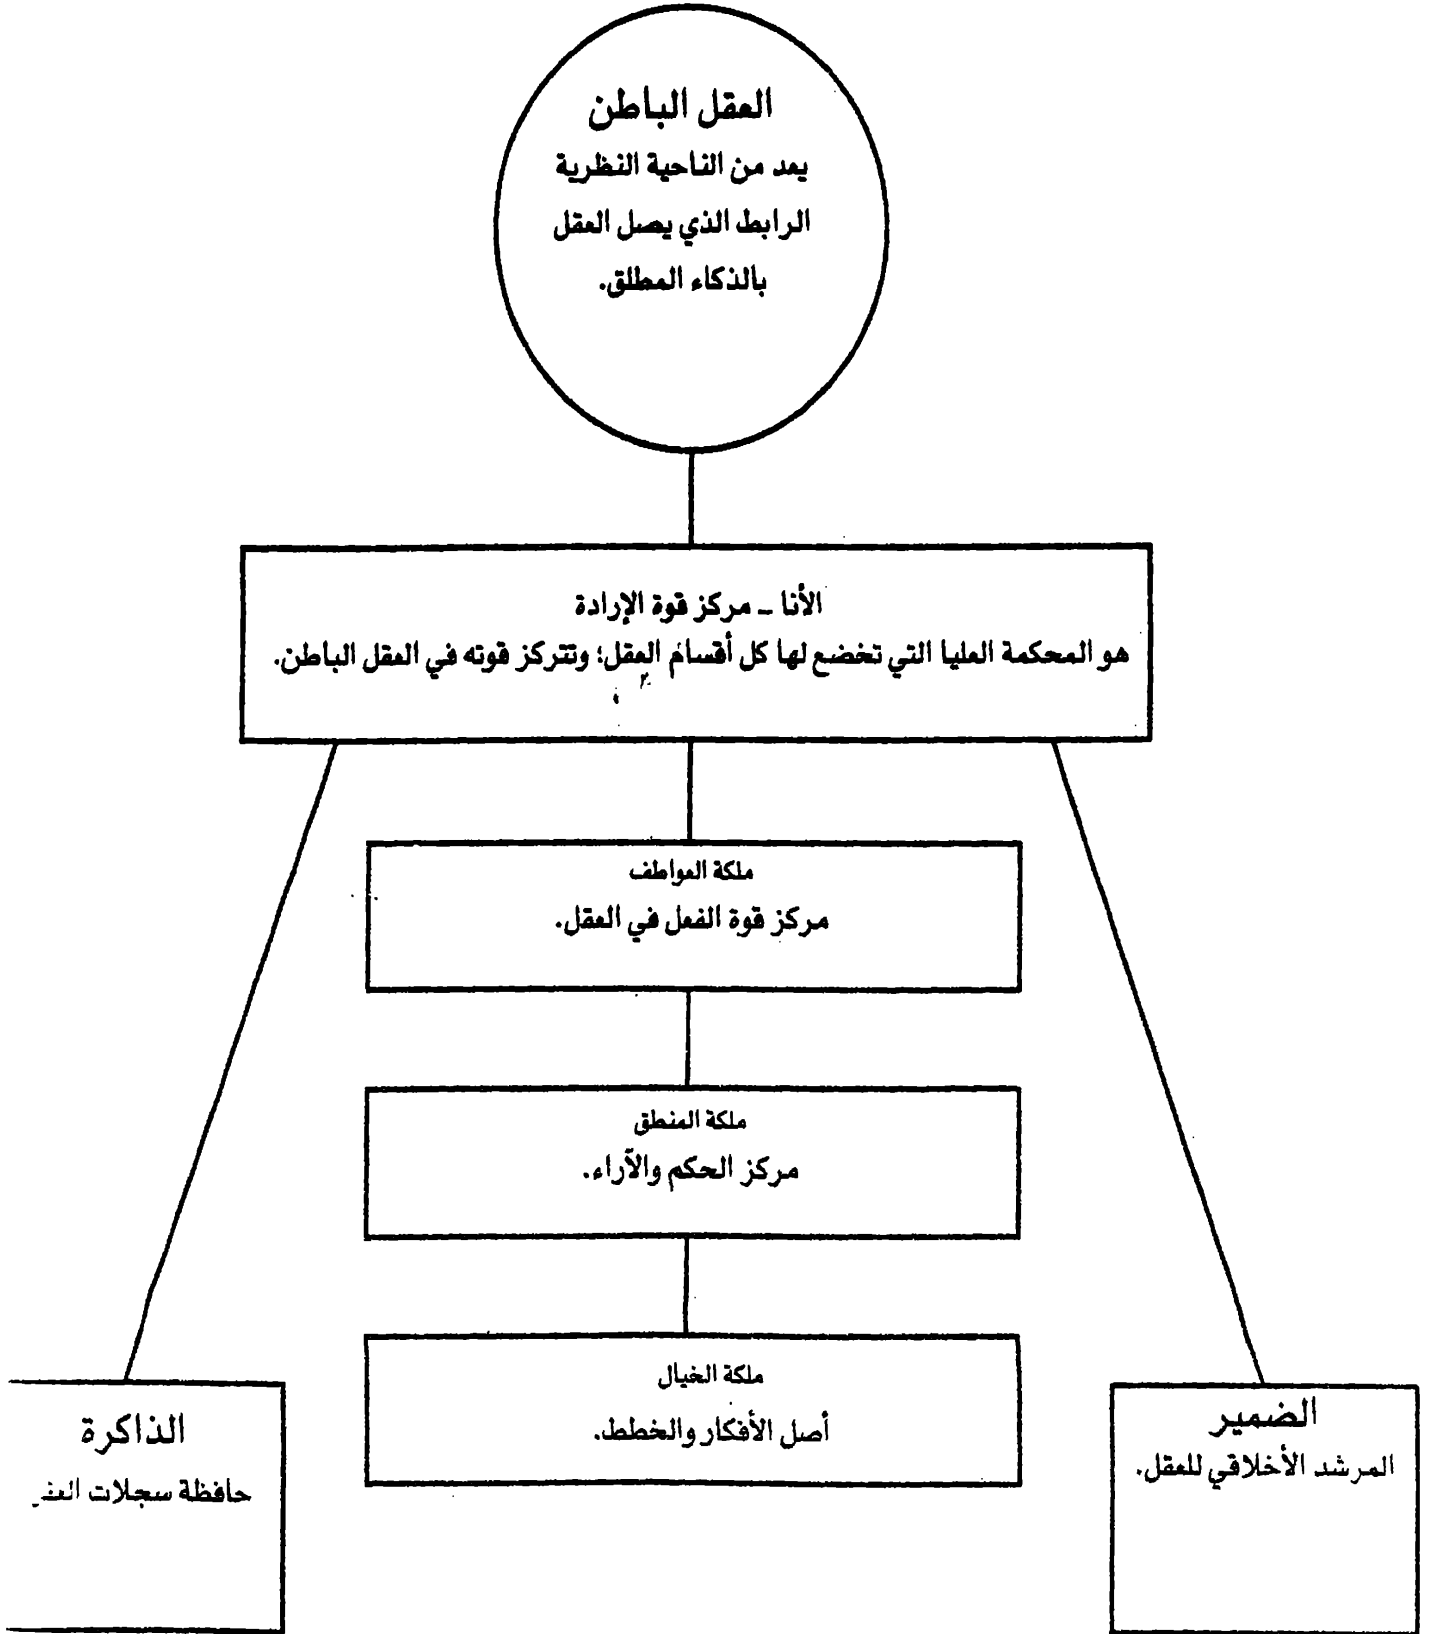 العقل الباطن
يعد من الناحية النظرية
الرابط الذي يصل العقل
بالذكاء المطلق.
الأنا - مركز قوة الإرادة
هو المحكمة العليا التي تخضع لها كل أقسام العقل؛ وتتركز قوته في العقل الباطن.
ملكة العواطف
مركز قوة الفعل في العقل.
ملكة المنطق
مركز الحكم والآراء.
ملكة الخيال
أصل الأفكار والخطط.
الضمير
المرشد الأخلاقي للعقل.
الذاكرة
حافظة سجلات